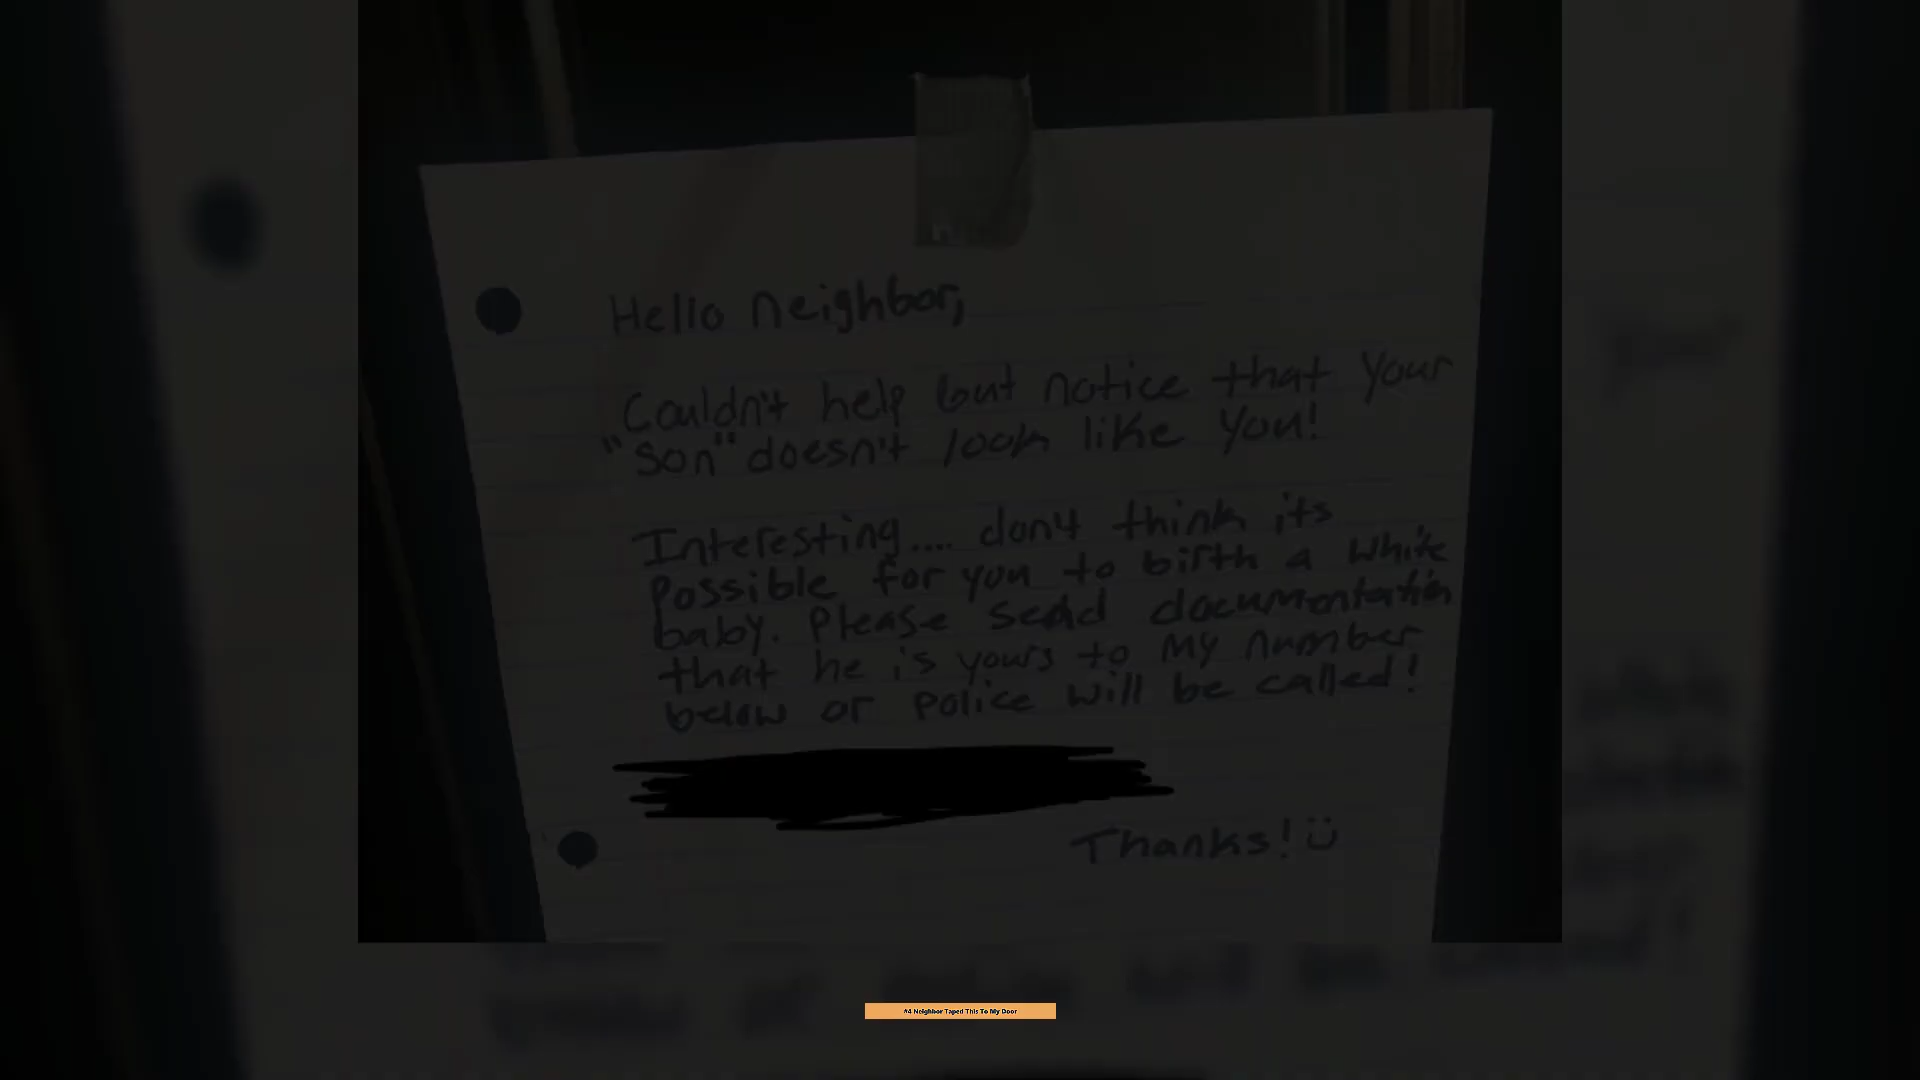 Hello neighbor,
Couldn't help but notice that your
"son" doesn't look like you!
Interesting.... don't think its
possible for you to birth a white
baby. Please send documentation
that he is yours to my number
below or police will be called!
Thanks! :)
#4 Neighbor Taped This To My Door